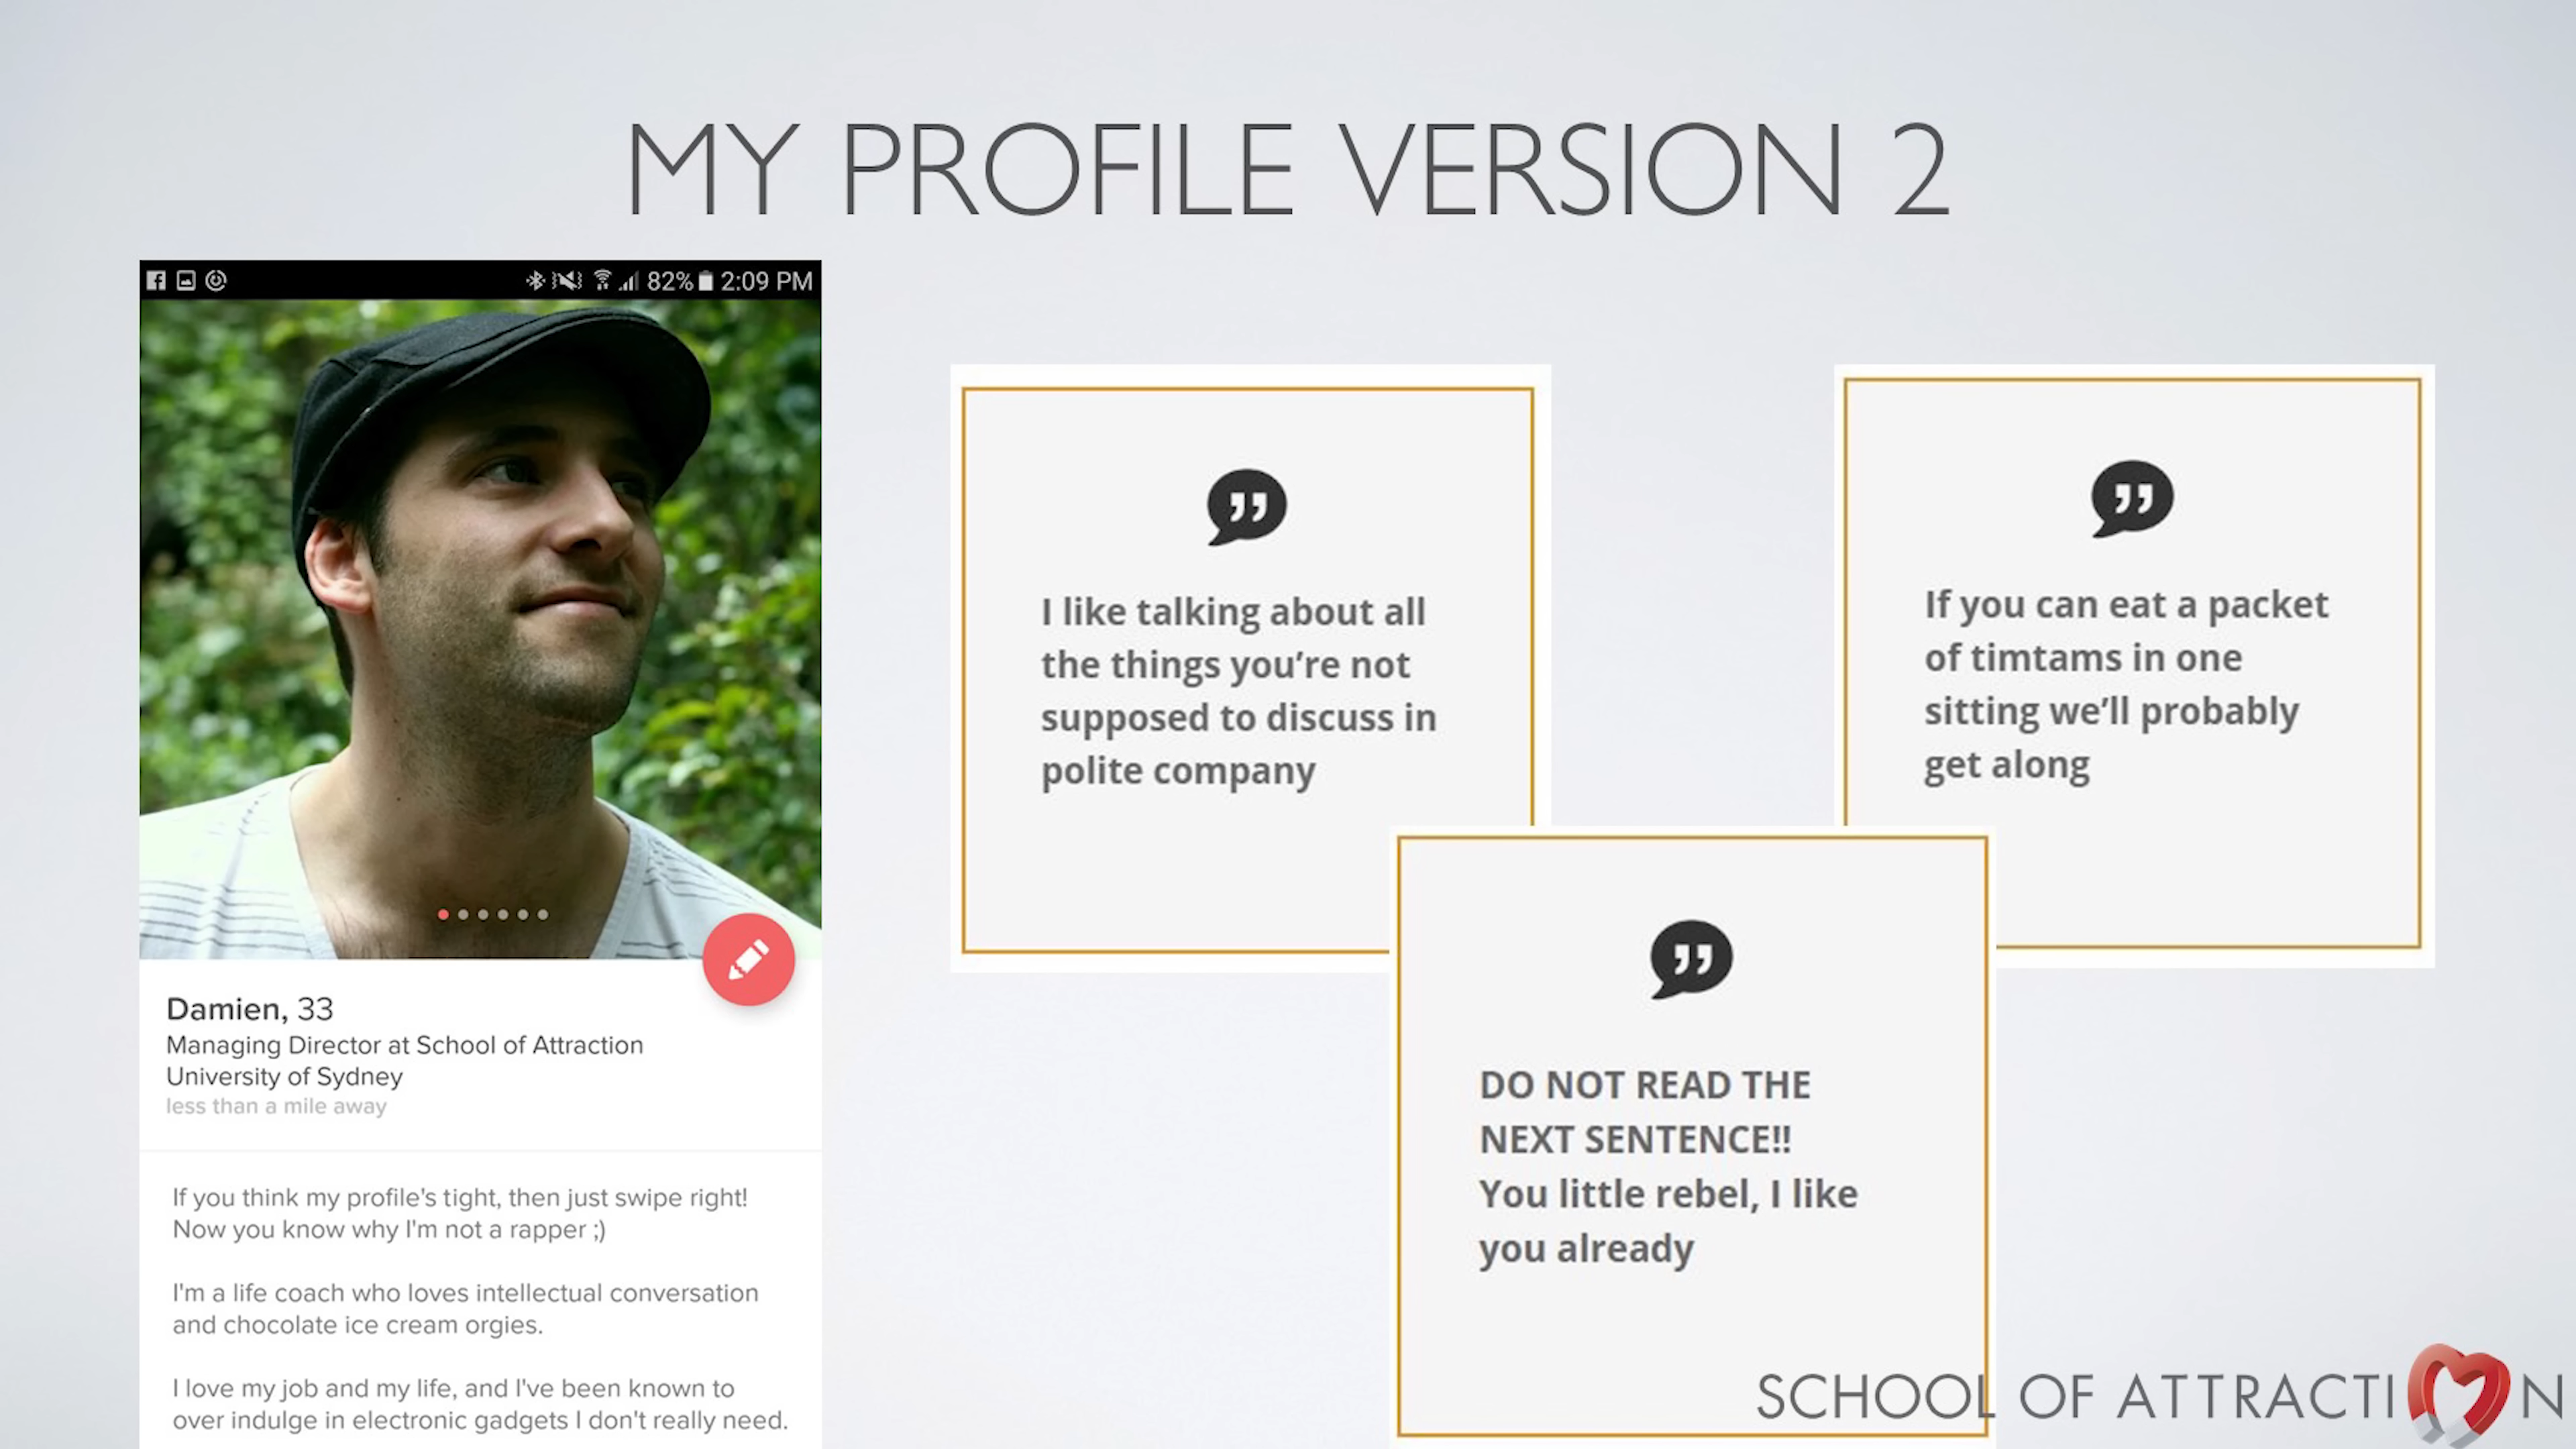 MY PROFILE VERSION 2
82% 2:09 PM
Damien, 33
Managing Director at School of Attraction
University of Sydney
less than a mile away
If you think my profile's tight, then just swipe right!
Now you know why I'm not a rapper ;)
I'm a life coach who loves intellectual conversation
and chocolate ice cream orgies.
I love my job and my life, and I've been known to
over indulge in electronic gadgets I don't really need.
I like talking about all
the things you’re not
supposed to discuss in
polite company
If you can eat a packet
of timtams in one
sitting we’ll probably
get along
DO NOT READ THE
NEXT SENTENCE!!
You little rebel, I like
you already
SCHOOL OF ATTRACTION